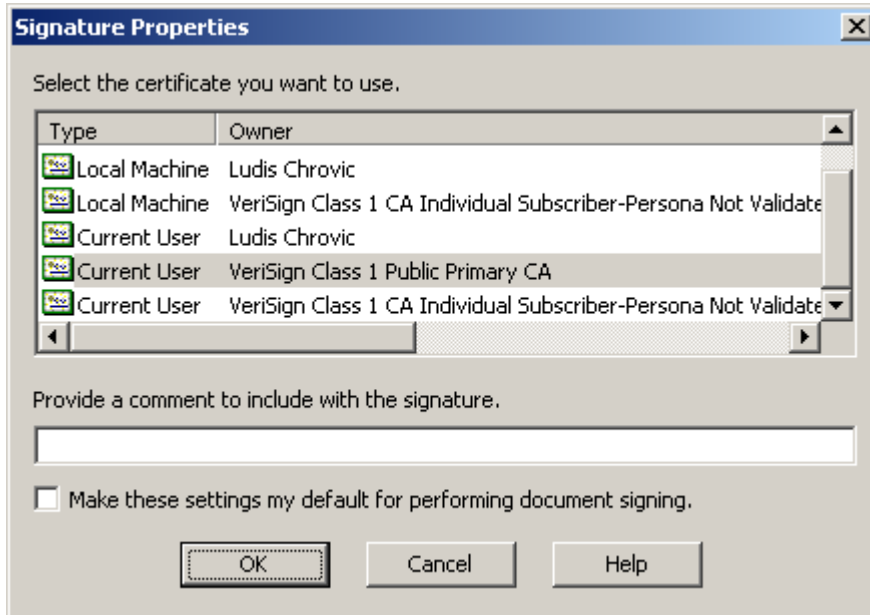 Signature Properties
Select the certificate you want to use.
Type Owner
Local Machine Ludis Chrovic
Local Machine VeriSign Class 1 CA Individual Subscriber-Persona Not Validate
Current User Ludis Chrovic
Current User VeriSign Class 1 Public Primary CA
Current User VeriSign Class 1 CA Individual Subscriber-Persona Not Validate
Provide a comment to include with the signature.
Make these settings my default for performing document signing.
OK Cancel Help